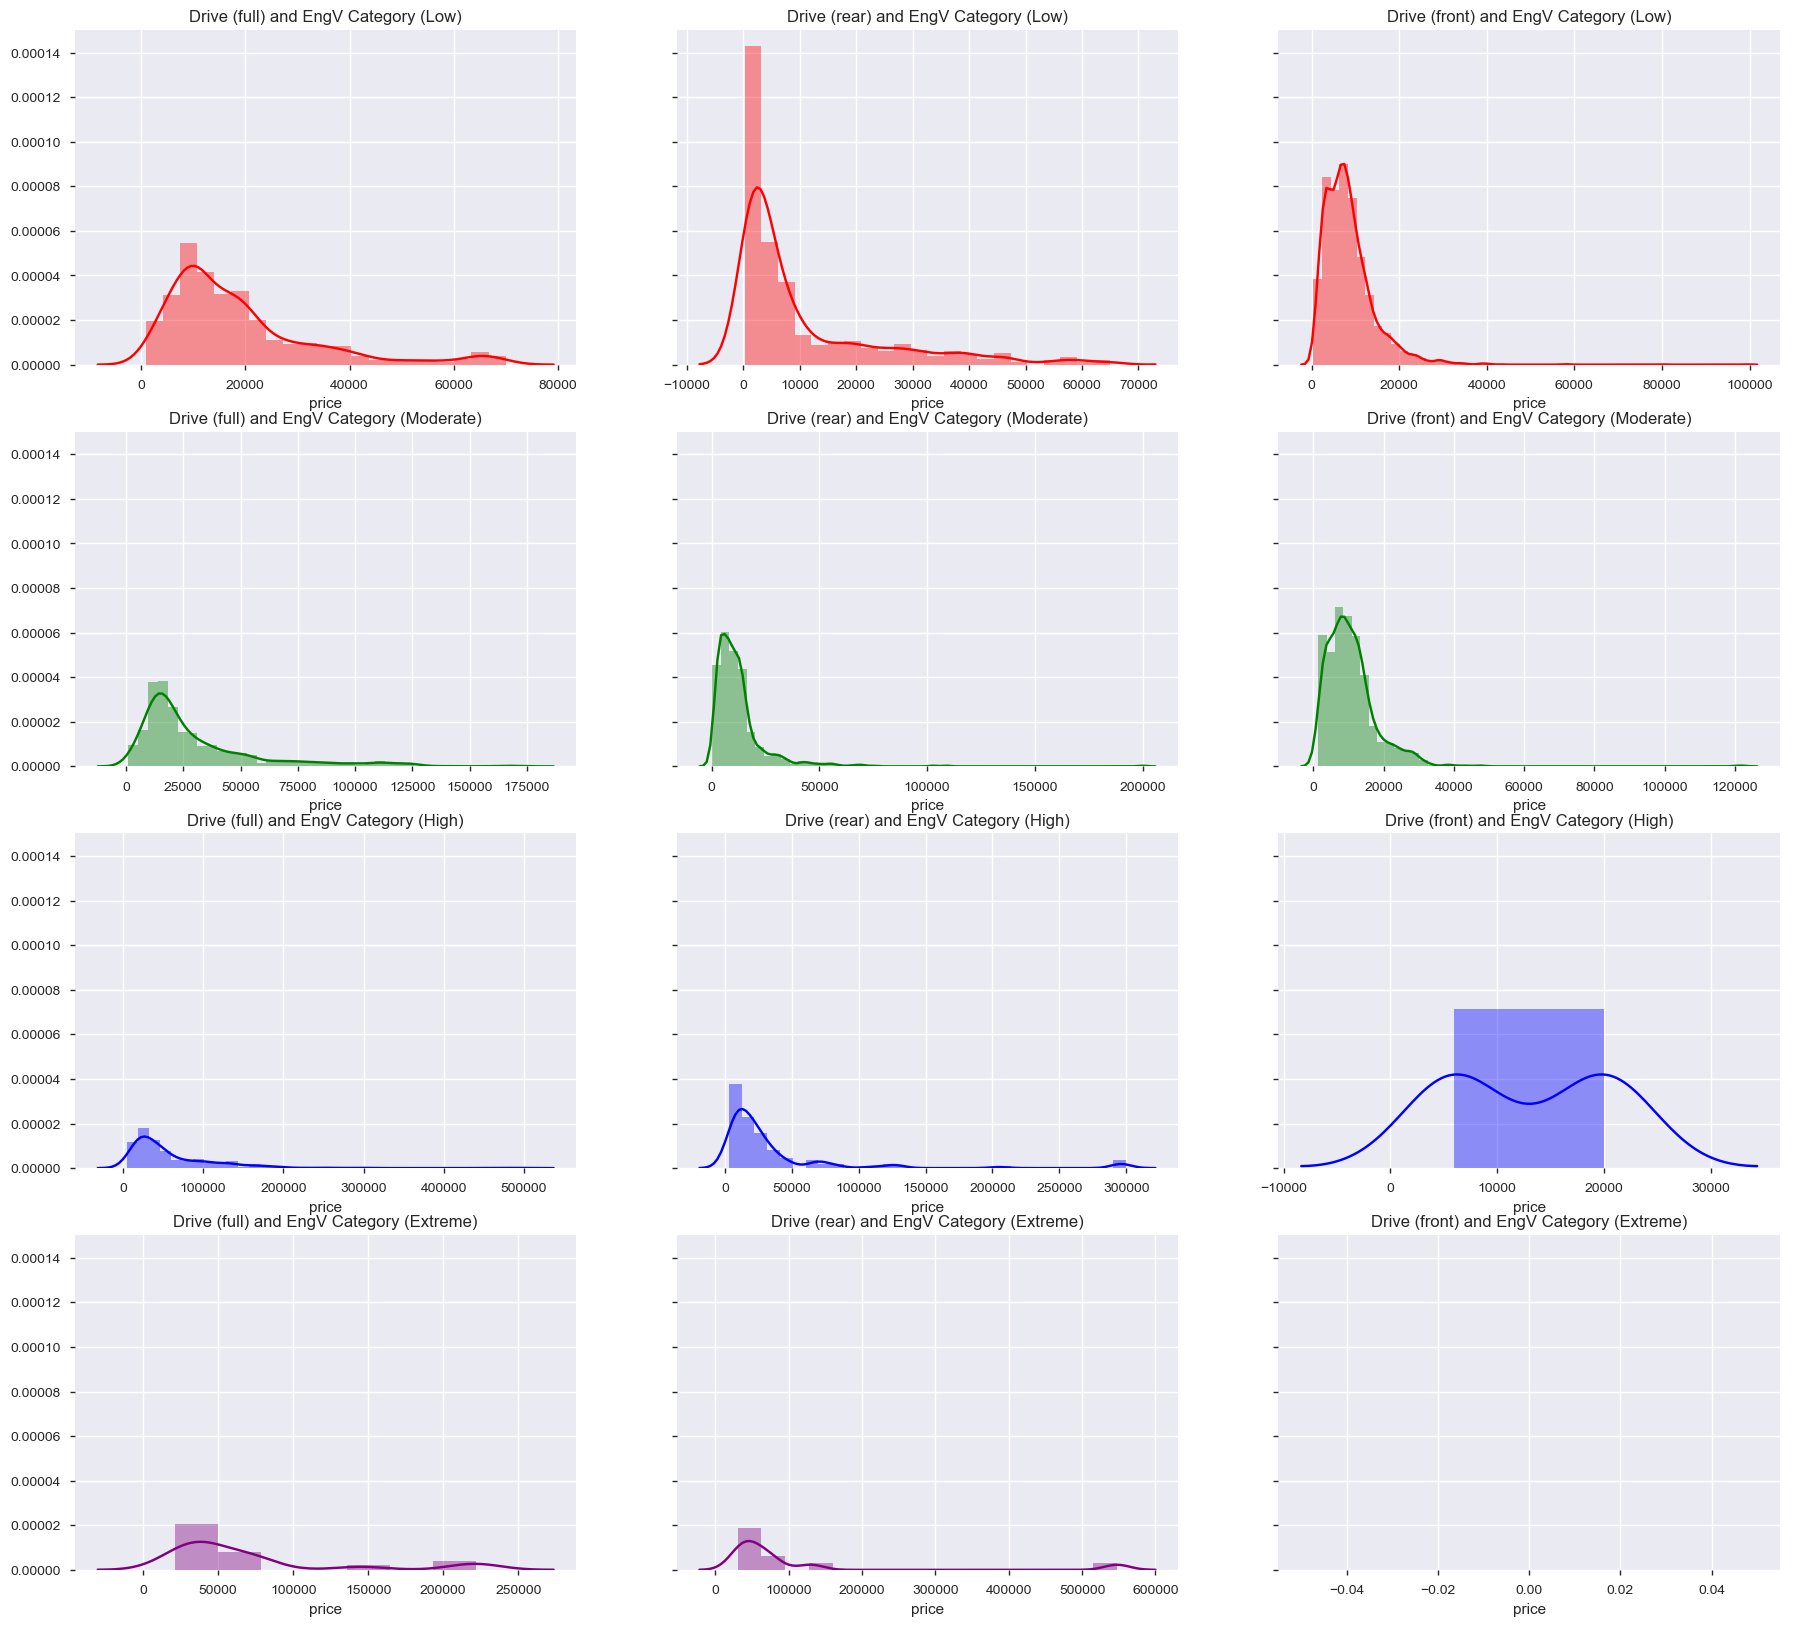 Drive (full) and EngV Category (Low)
Drive (rear) and EngV Category (Low)
Drive (front) and EngV Category (Low)
0.00014
0.00012
0.00010
0.00008
0.00006
0.00004
0.00002
0.00000
0 20000 40000 60000 80000
−10000 0 10000 20000 30000 40000 50000 60000 70000
0 20000 40000 60000 80000 100000
price
price
price
Drive (full) and EngV Category (Moderate)
Drive (rear) and EngV Category (Moderate)
Drive (front) and EngV Category (Moderate)
0.00014
0.00012
0.00010
0.00008
0.00006
0.00004
0.00002
0.00000
0 25000 50000 75000 100000 125000 150000 175000
0 50000 100000 150000 200000
0 20000 40000 60000 80000 100000 120000
price
price
price
Drive (full) and EngV Category (High)
Drive (rear) and EngV Category (High)
Drive (front) and EngV Category (High)
0.00014
0.00012
0.00010
0.00008
0.00006
0.00004
0.00002
0.00000
0 100000 200000 300000 400000 500000
0 50000 100000 150000 200000 250000 300000
−10000 0 10000 20000 30000
price
price
price
Drive (full) and EngV Category (Extreme)
Drive (rear) and EngV Category (Extreme)
Drive (front) and EngV Category (Extreme)
0.00014
0.00012
0.00010
0.00008
0.00006
0.00004
0.00002
0.00000
0 50000 100000 150000 200000 250000
0 100000 200000 300000 400000 500000 600000
−0.04 −0.02 0.00 0.02 0.04
price
price
price